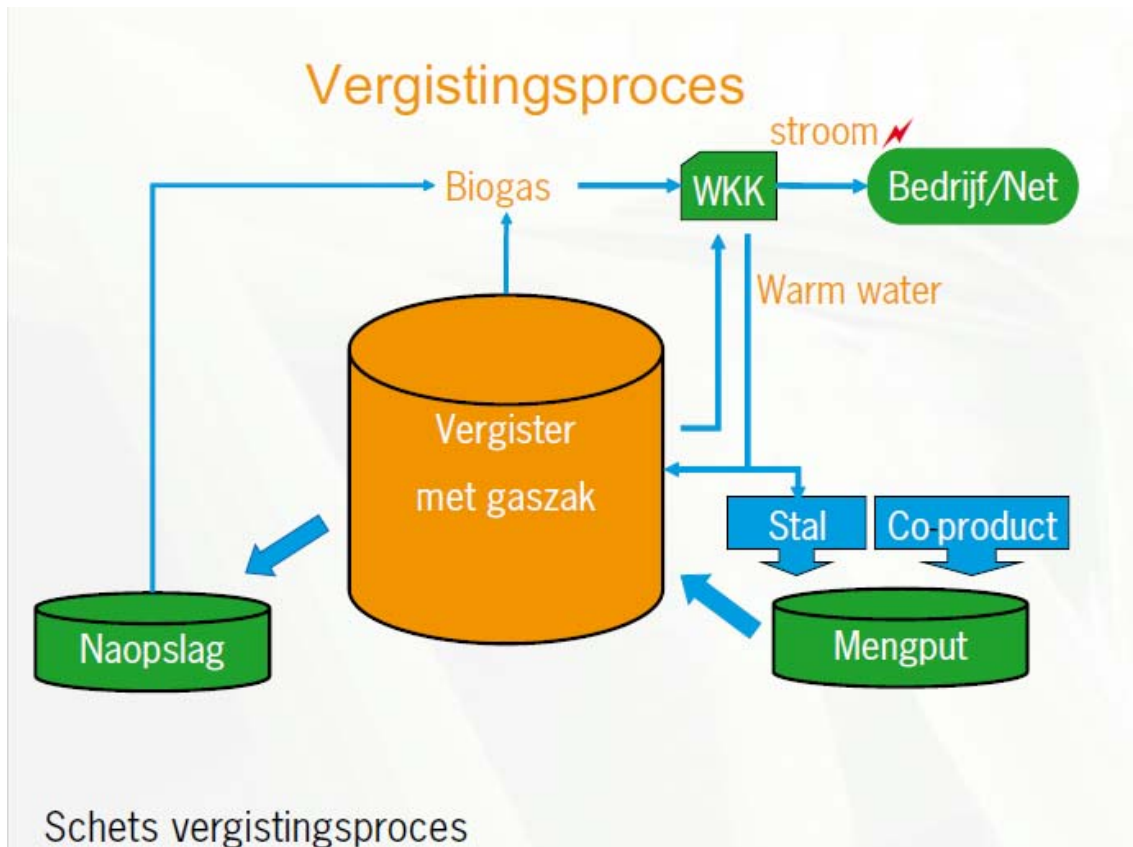 Vergistingsproces
stroom
Biogas
WKK
Bedrijf/Net
Warm water
Vergister
met gaszak
Stal
Co-product
Naopslag
Mengput
Schets vergistingsproces